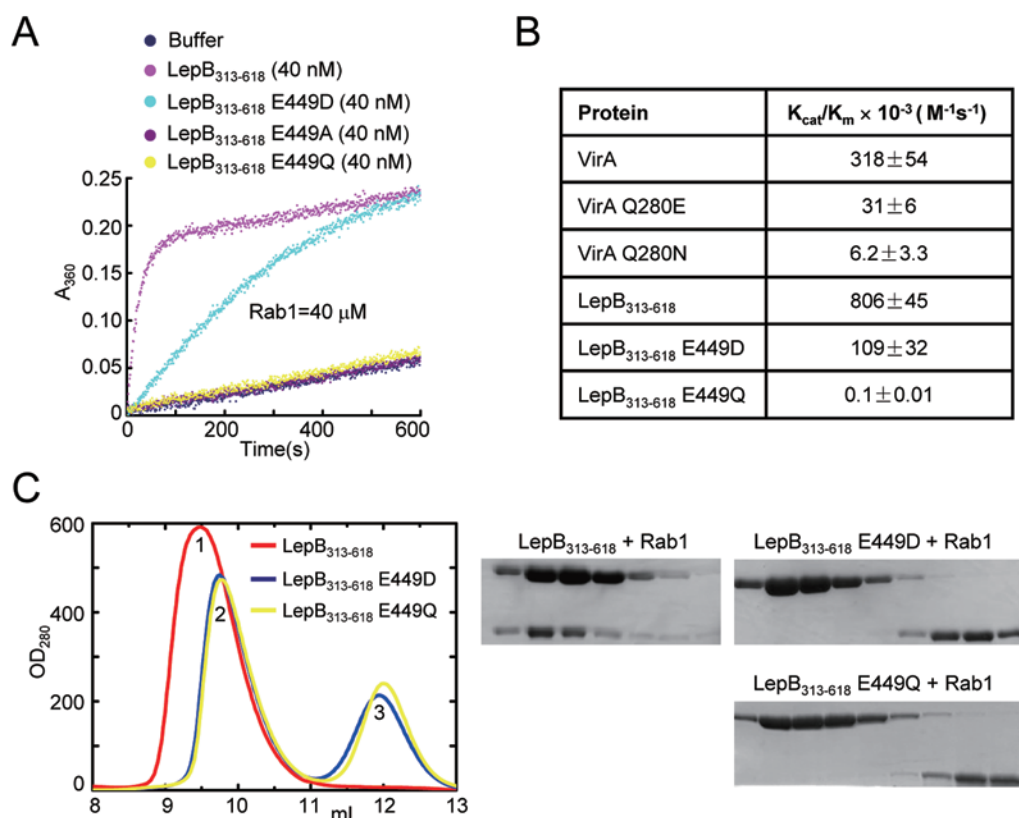 A
Buffer
LepB313-618 (40 nM)
LepB313-618 E449D (40 nM)
LepB313-618 E449A (40 nM)
LepB313-618 E449Q (40 nM)
0.25
0.20
0.15
0.10
0.05
0
A360
Rab1=40 μM
0 200 400 600
Time(s)
B
Protein Kcat/Km × 10-3 ( M-1s-1)
VirA 318±54
VirA Q280E 31±6
VirA Q280N 6.2±3.3
LepB313-618 806±45
LepB313-618 E449D 109±32
LepB313-618 E449Q 0.1±0.01
C
600
400
200
0
OD280
1
2
3
LepB313-618
LepB313-618 E449D
LepB313-618 E449Q
8 9 10 11 12 13
ml
LepB313-618 + Rab1
LepB313-618 E449D + Rab1
LepB313-618 E449Q + Rab1